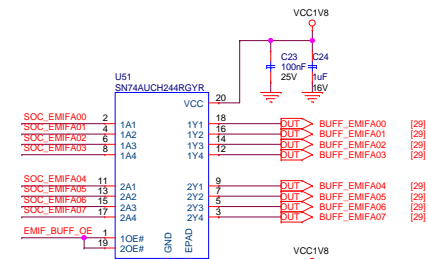 VCC1V8
C23
100nF
25V
C24
1uF
16V
U51
SN74AUCH244RGYR
VCC 20
SOC_EMIFA00 2 1A1 1Y1 18 OUT BUFF_EMIFA00 [29]
SOC_EMIFA01 4 1A2 1Y2 16 OUT BUFF_EMIFA01 [29]
SOC_EMIFA02 6 1A3 1Y3 14 OUT BUFF_EMIFA02 [29]
SOC_EMIFA03 8 1A4 1Y4 12 OUT BUFF_EMIFA03 [29]
SOC_EMIFA04 11 2A1 2Y1 9 OUT BUFF_EMIFA04 [29]
SOC_EMIFA05 13 2A2 2Y2 7 OUT BUFF_EMIFA05 [29]
SOC_EMIFA06 15 2Y3 2Y3 5 OUT BUFF_EMIFA06 [29]
SOC_EMIFA07 17 2A4 2Y4 3 OUT BUFF_EMIFA07 [29]
EMIF_BUFF_OE 1 1OE#
19 2OE#
GND
EPAD
VCC1V8